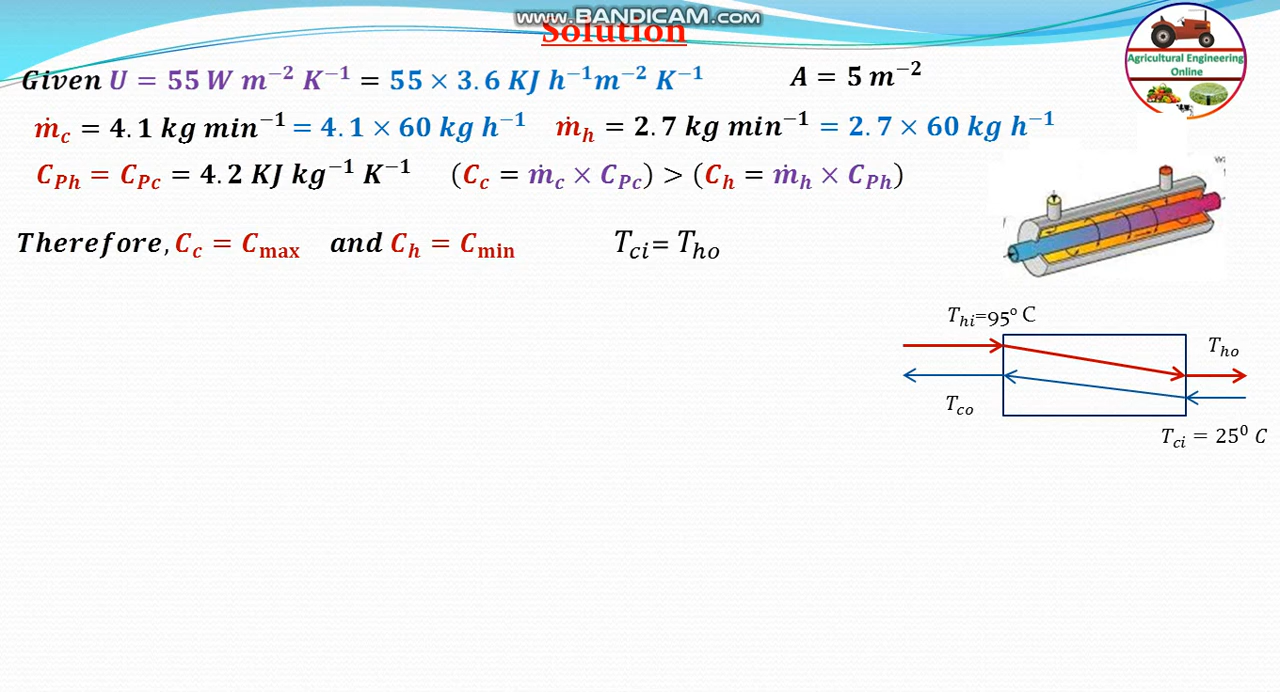 www.BANDICAM.com
Solution
Given U = 55 W m⁻² K⁻¹ = 55 × 3.6 KJ h⁻¹m⁻² K⁻¹ A = 5 m⁻²
Agricultural Engineering
Online
ṁc = 4.1 kg min⁻¹ = 4.1 × 60 kg h⁻¹ ṁh = 2.7 kg min⁻¹ = 2.7 × 60 kg h⁻¹
CPh = CPc = 4.2 KJ kg⁻¹ K⁻¹ (Cc = ṁc × CPc) > (Ch = ṁh × CPh)
Therefore, Cc = Cmax and Ch = Cmin Tci= Tho
Thi=95° C
Tho
Tco
Tci = 25⁰ C